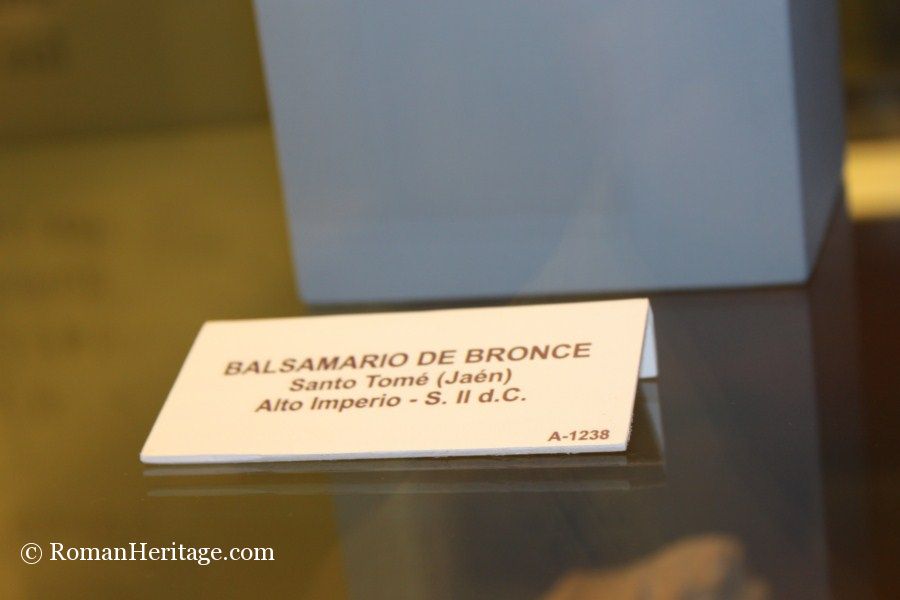 BALSAMARIO DE BRONCE
Santo Tomé (Jaén)
Alto Imperio - S. II d.C.
A-1238
© RomanHeritage.com